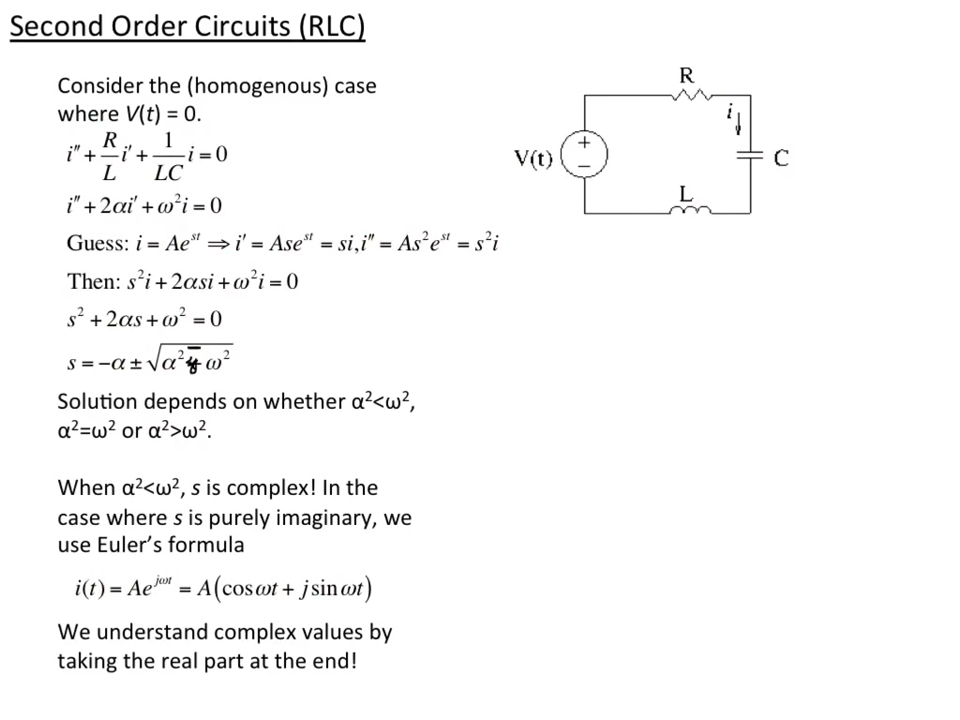 Second Order Circuits (RLC)
Consider the (homogenous) case
where V(t) = 0.
i" + R/L i' + 1/LC i = 0
i" + 2αi' + ω²i = 0
Guess: i = Ae^st ⇒ i' = Ase^st = si, i" = As²e^st = s²i
Then: s²i + 2αsi + ω²i = 0
s² + 2αs + ω² = 0
s = −α ± √(α² − ω²)
Solution depends on whether α²<ω²,
α²=ω² or α²>ω².
When α²<ω², s is complex! In the
case where s is purely imaginary, we
use Euler's formula
i(t) = Ae^jωt = A(cosωt + jsinωt)
We understand complex values by
taking the real part at the end!
R
i
V(t)
+
−
C
L